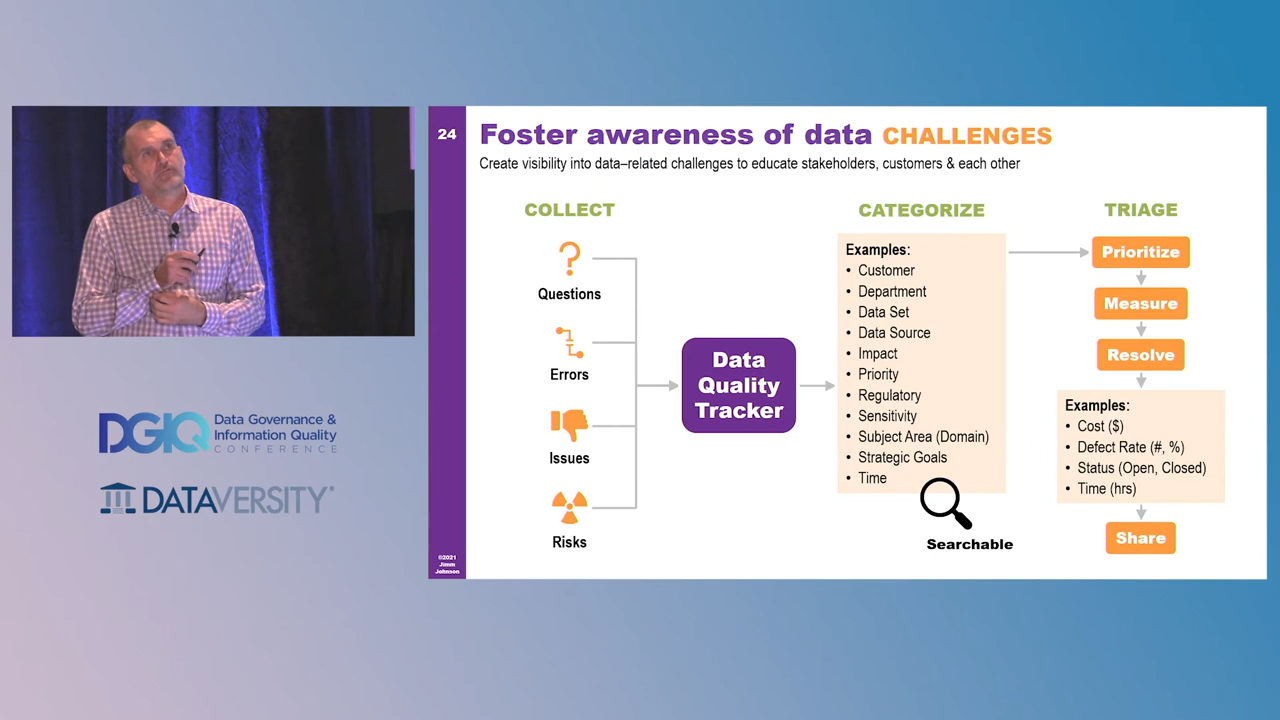 24
Foster awareness of data CHALLENGES
Create visibility into data–related challenges to educate stakeholders, customers & each other
COLLECT
Questions
Errors
Issues
Risks
Data
Quality
Tracker
CATEGORIZE
Examples:
• Customer
• Department
• Data Set
• Data Source
• Impact
• Priority
• Regulatory
• Sensitivity
• Subject Area (Domain)
• Strategic Goals
• Time
Searchable
TRIAGE
Prioritize
Measure
Resolve
Examples:
• Cost ($)
• Defect Rate (#, %)
• Status (Open, Closed)
• Time (hrs)
Share
©2021
Jimm
Johnson
DGIQ
Data Governance &
Information Quality
CONFERENCE
DATAVERSITY®